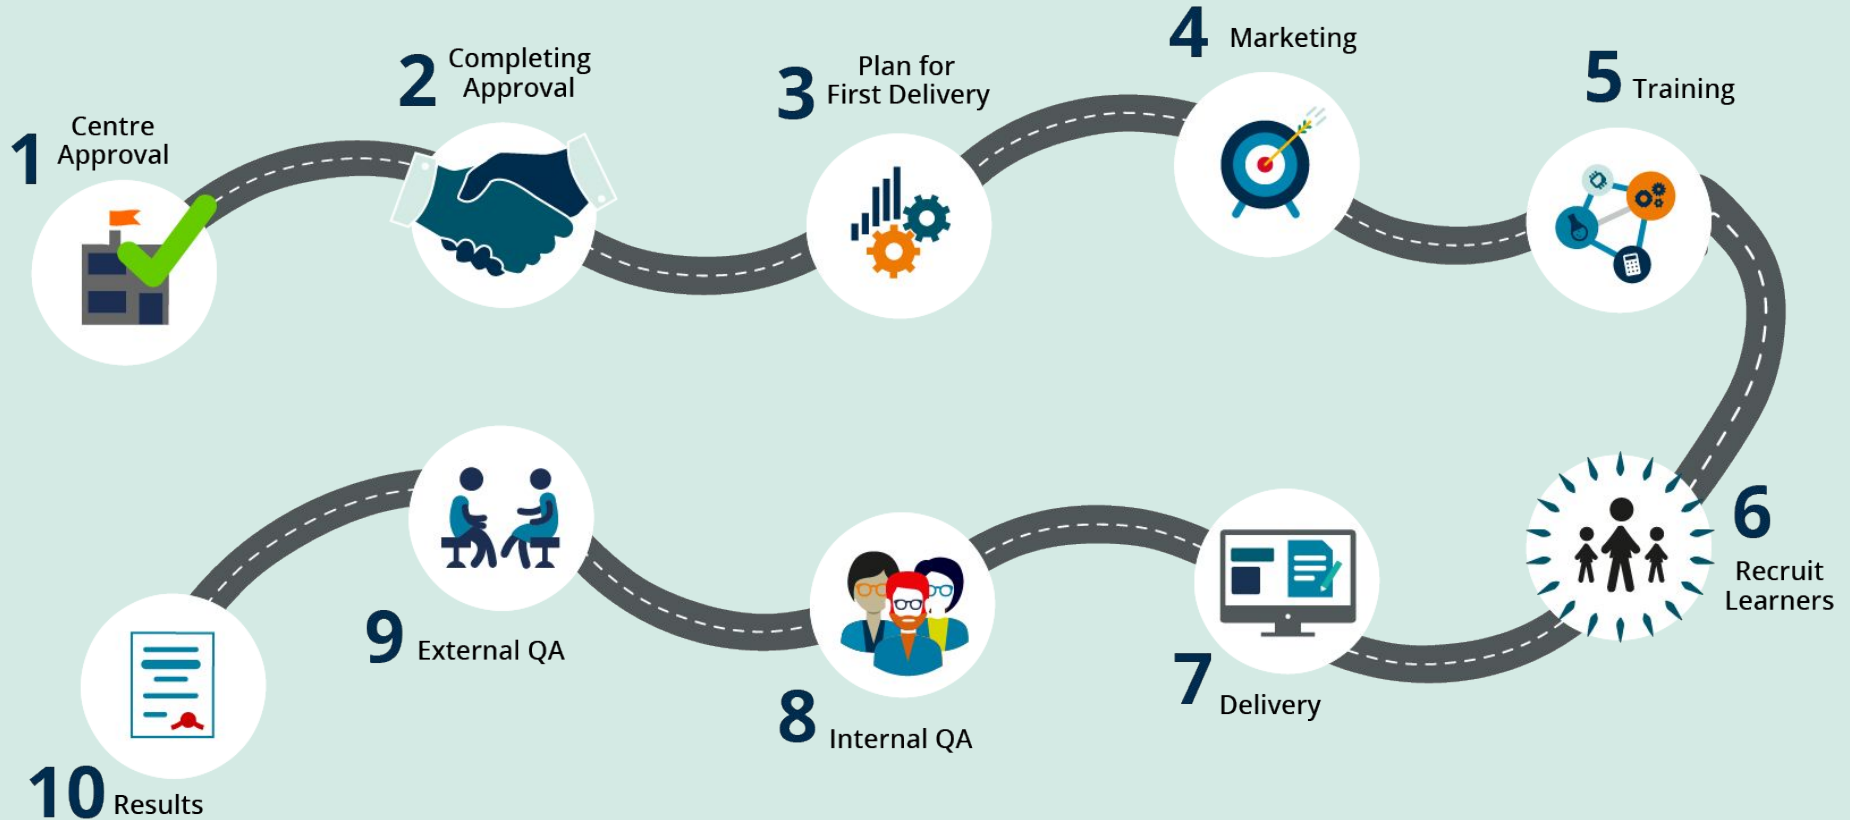 1
Centre
Approval
2
Completing
Approval
3
Plan for
First Delivery
4
Marketing
5
Training
6
Recruit
Learners
7
Delivery
8
Internal QA
9
External QA
10
Results